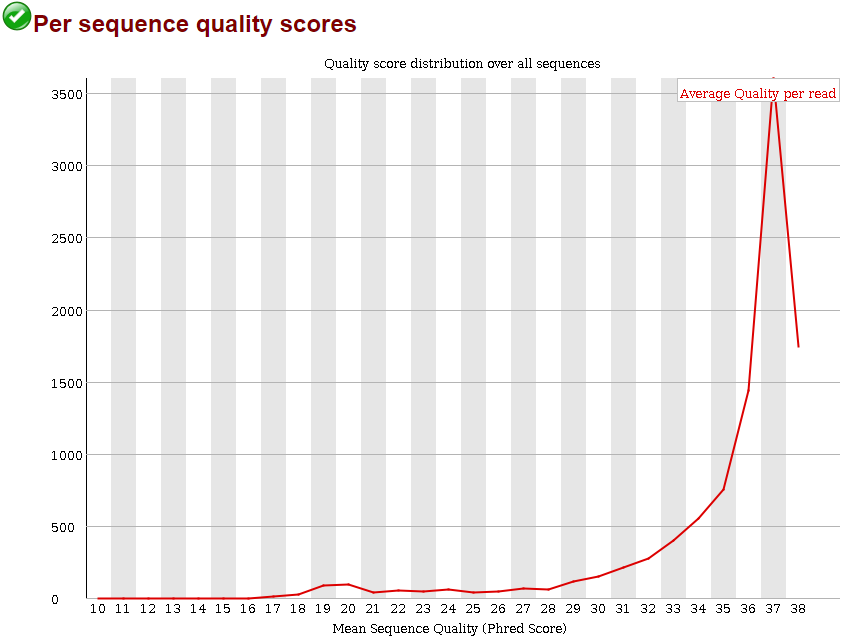 Per sequence quality scores
Quality score distribution over all sequences
Average Quality per read
3500
3000
2500
2000
1500
1000
500
0
10 11 12 13 14 15 16 17 18 19 20 21 22 23 24 25 26 27 28 29 30 31 32 33 34 35 36 37 38
Mean Sequence Quality (Phred Score)